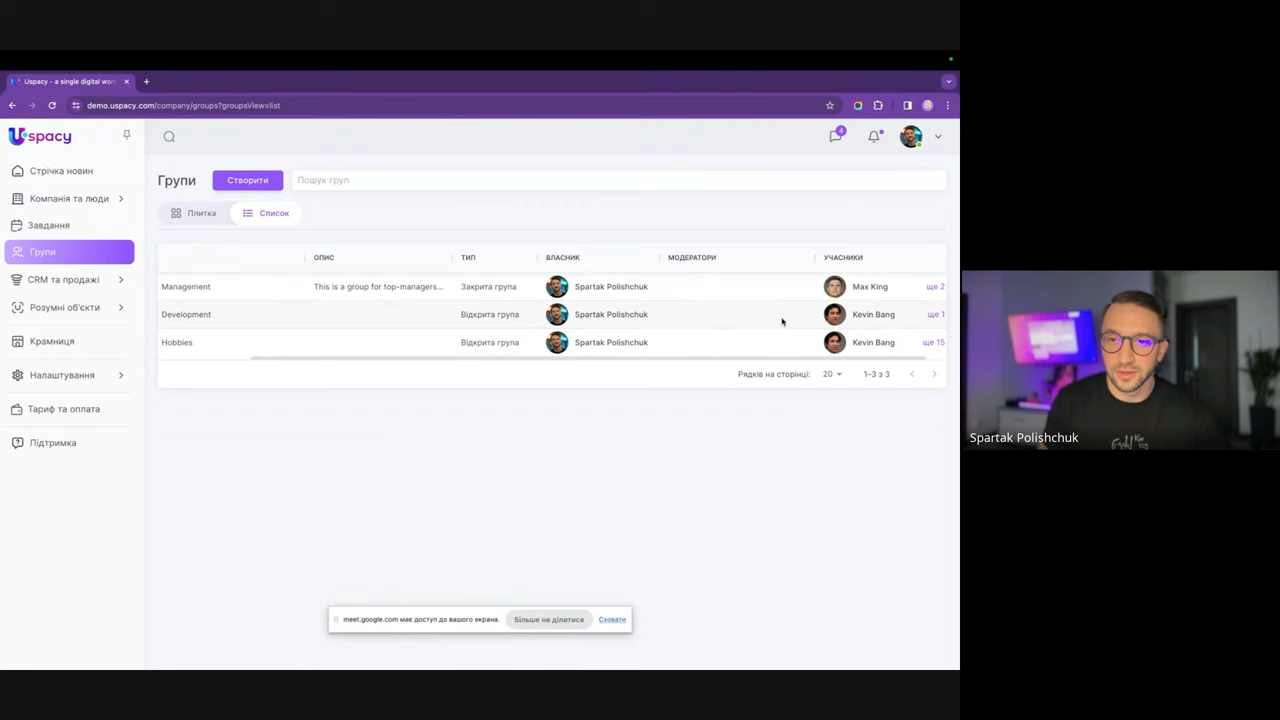 Uspacy - a single digital worl
demo.uspacy.com/company/groups?groupsView=list
Uspacy
4
Стрічка новин
Компанія та люди
Завдання
Групи
CRM та продажі
Розумні об'єкти
Крамниця
Налаштування
Тариф та оплата
Підтримка
Групи
Створити
Пошук груп
Плитка
Список
ОПИС ТИП ВЛАСНИК МОДЕРАТОРИ УЧАСНИКИ
Management This is a group for top-managers... Закрита група Spartak Polishchuk Max King ще 2
Development Відкрита група Spartak Polishchuk Kevin Bang ще 1
Hobbies Відкрита група Spartak Polishchuk Kevin Bang ще 15
Рядків на сторінці: 20 1–3 з 3
meet.google.com має доступ до вашого екрана. Більше не ділитися Сховати
Spartak Polishchuk